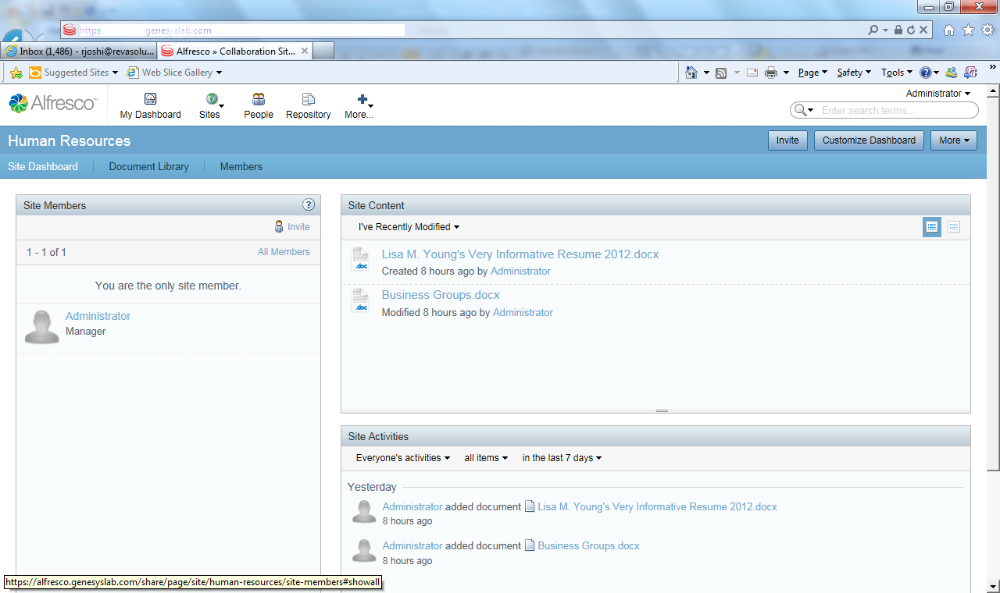 https genesyslab.com
Inbox (1,486) - rjoshi@revasolu... Alfresco » Collaboration Sit...
Suggested Sites Web Slice Gallery Page Safety Tools »
Alfresco™ My Dashboard Sites People Repository More... Administrator
Enter search terms...
Human Resources Invite Customize Dashboard More
Site Dashboard Document Library Members
Site Members ?
Invite
1 - 1 of 1 All Members
You are the only site member.
Administrator
Manager
Site Content
I've Recently Modified
Lisa M. Young's Very Informative Resume 2012.docx
.doc
Created 8 hours ago by Administrator
Business Groups.docx
.doc
Modified 8 hours ago by Administrator
Site Activities
Everyone's activities all items in the last 7 days
Yesterday
Administrator added document Lisa M. Young's Very Informative Resume 2012.docx
8 hours ago
Administrator added document Business Groups.docx
8 hours ago
https://alfresco.genesyslab.com/share/page/site/human-resources/site-members#showall